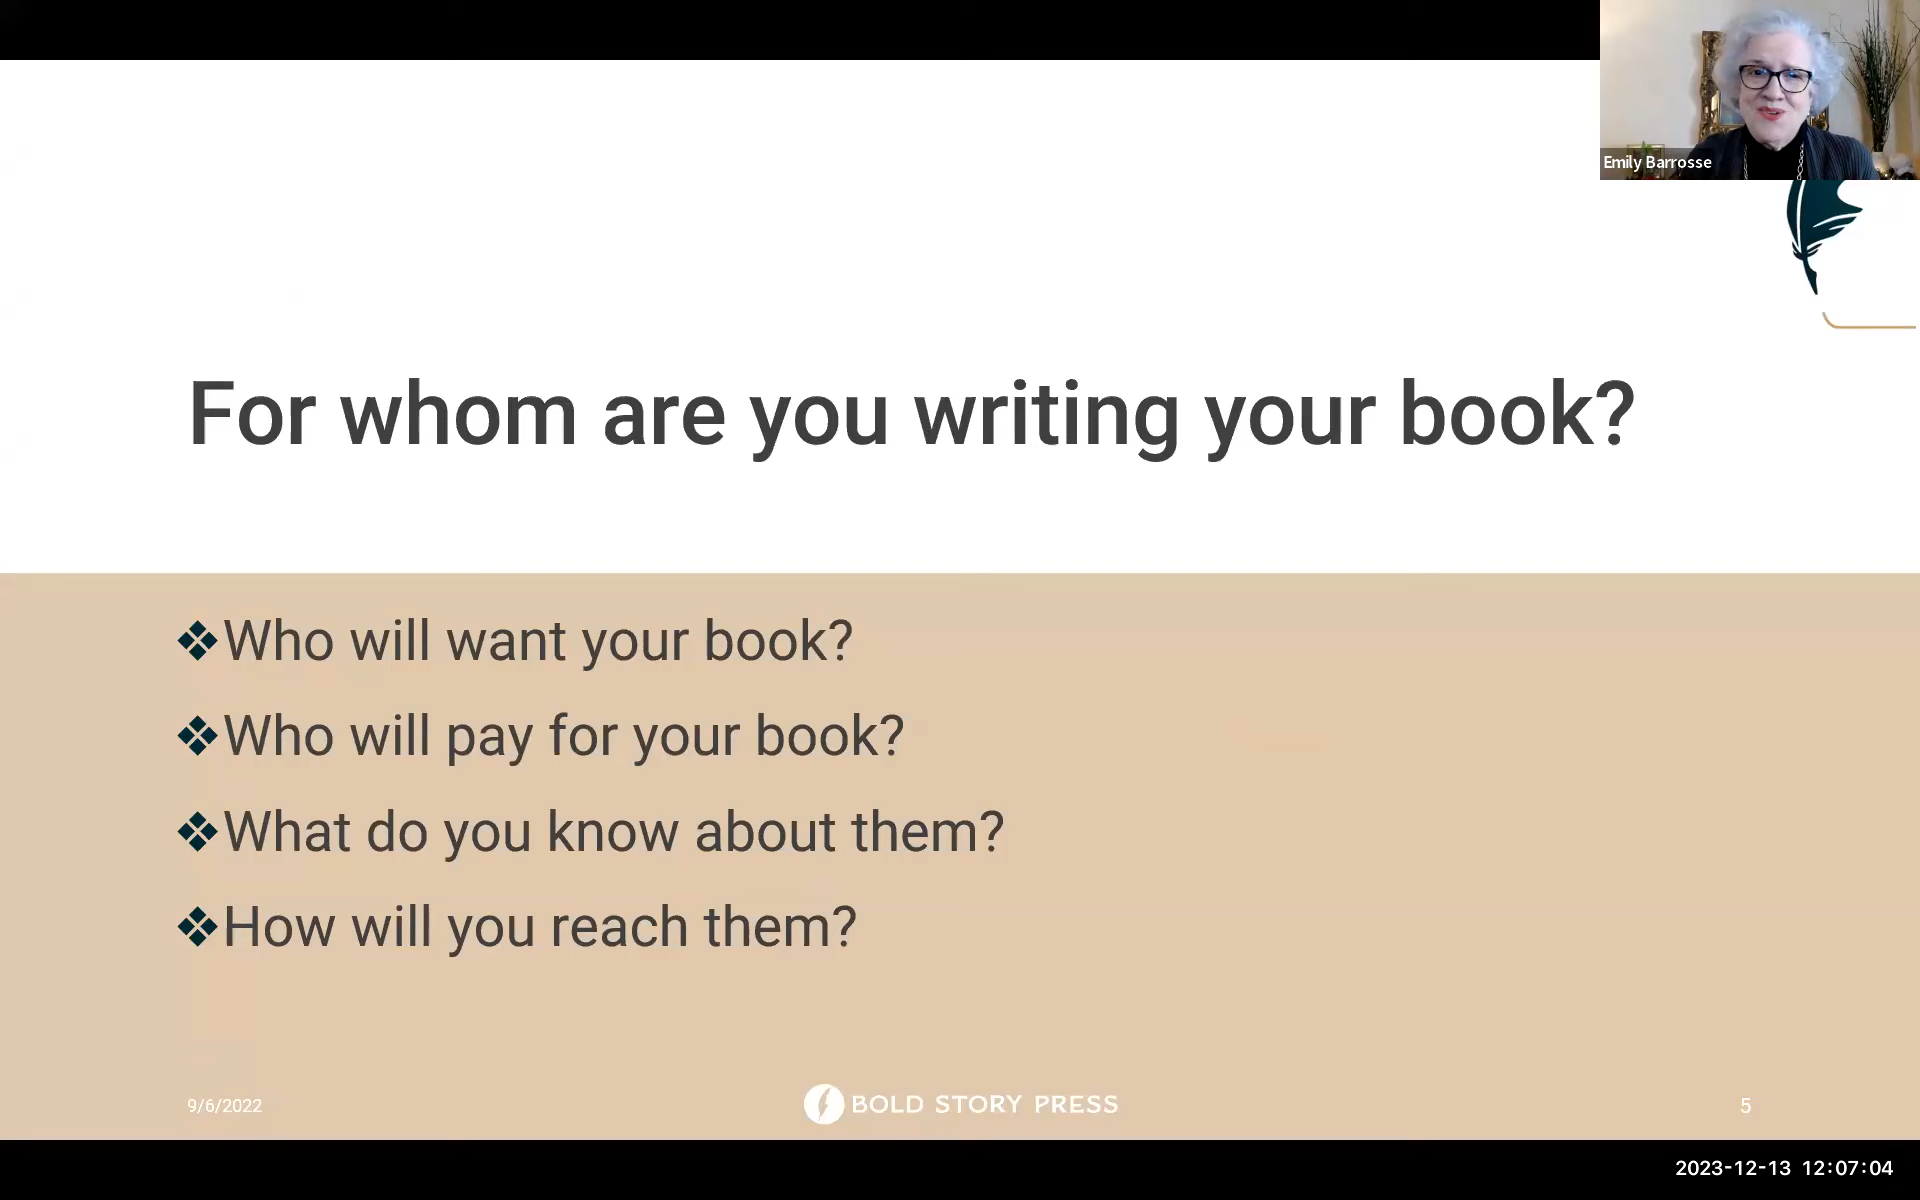 Emily Barrosse
For whom are you writing your book?
❖Who will want your book?
❖Who will pay for your book?
❖What do you know about them?
❖How will you reach them?
9/6/2022
BOLD STORY PRESS
5
2023-12-13 12:07:04